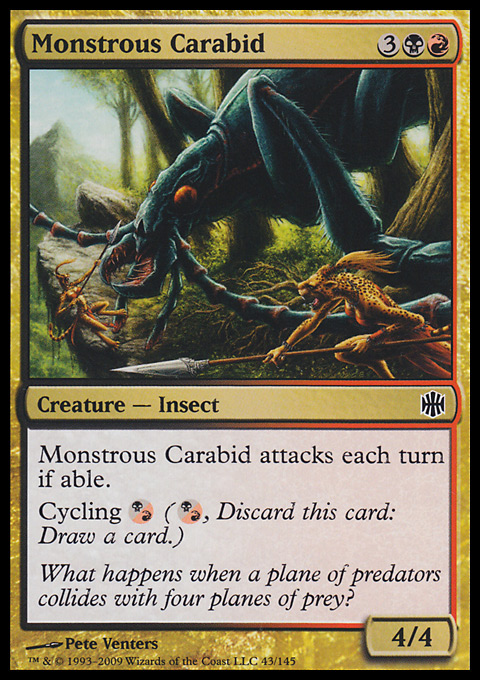 Monstrous Carabid 3
Creature — Insect
Monstrous Carabid attacks each turn
if able.
Cycling ( , Discard this card:
Draw a card.)
What happens when a plane of predators
collides with four planes of prey?
Pete Venters
4/4
™ & © 1993–2009 Wizards of the Coast LLC 43/145